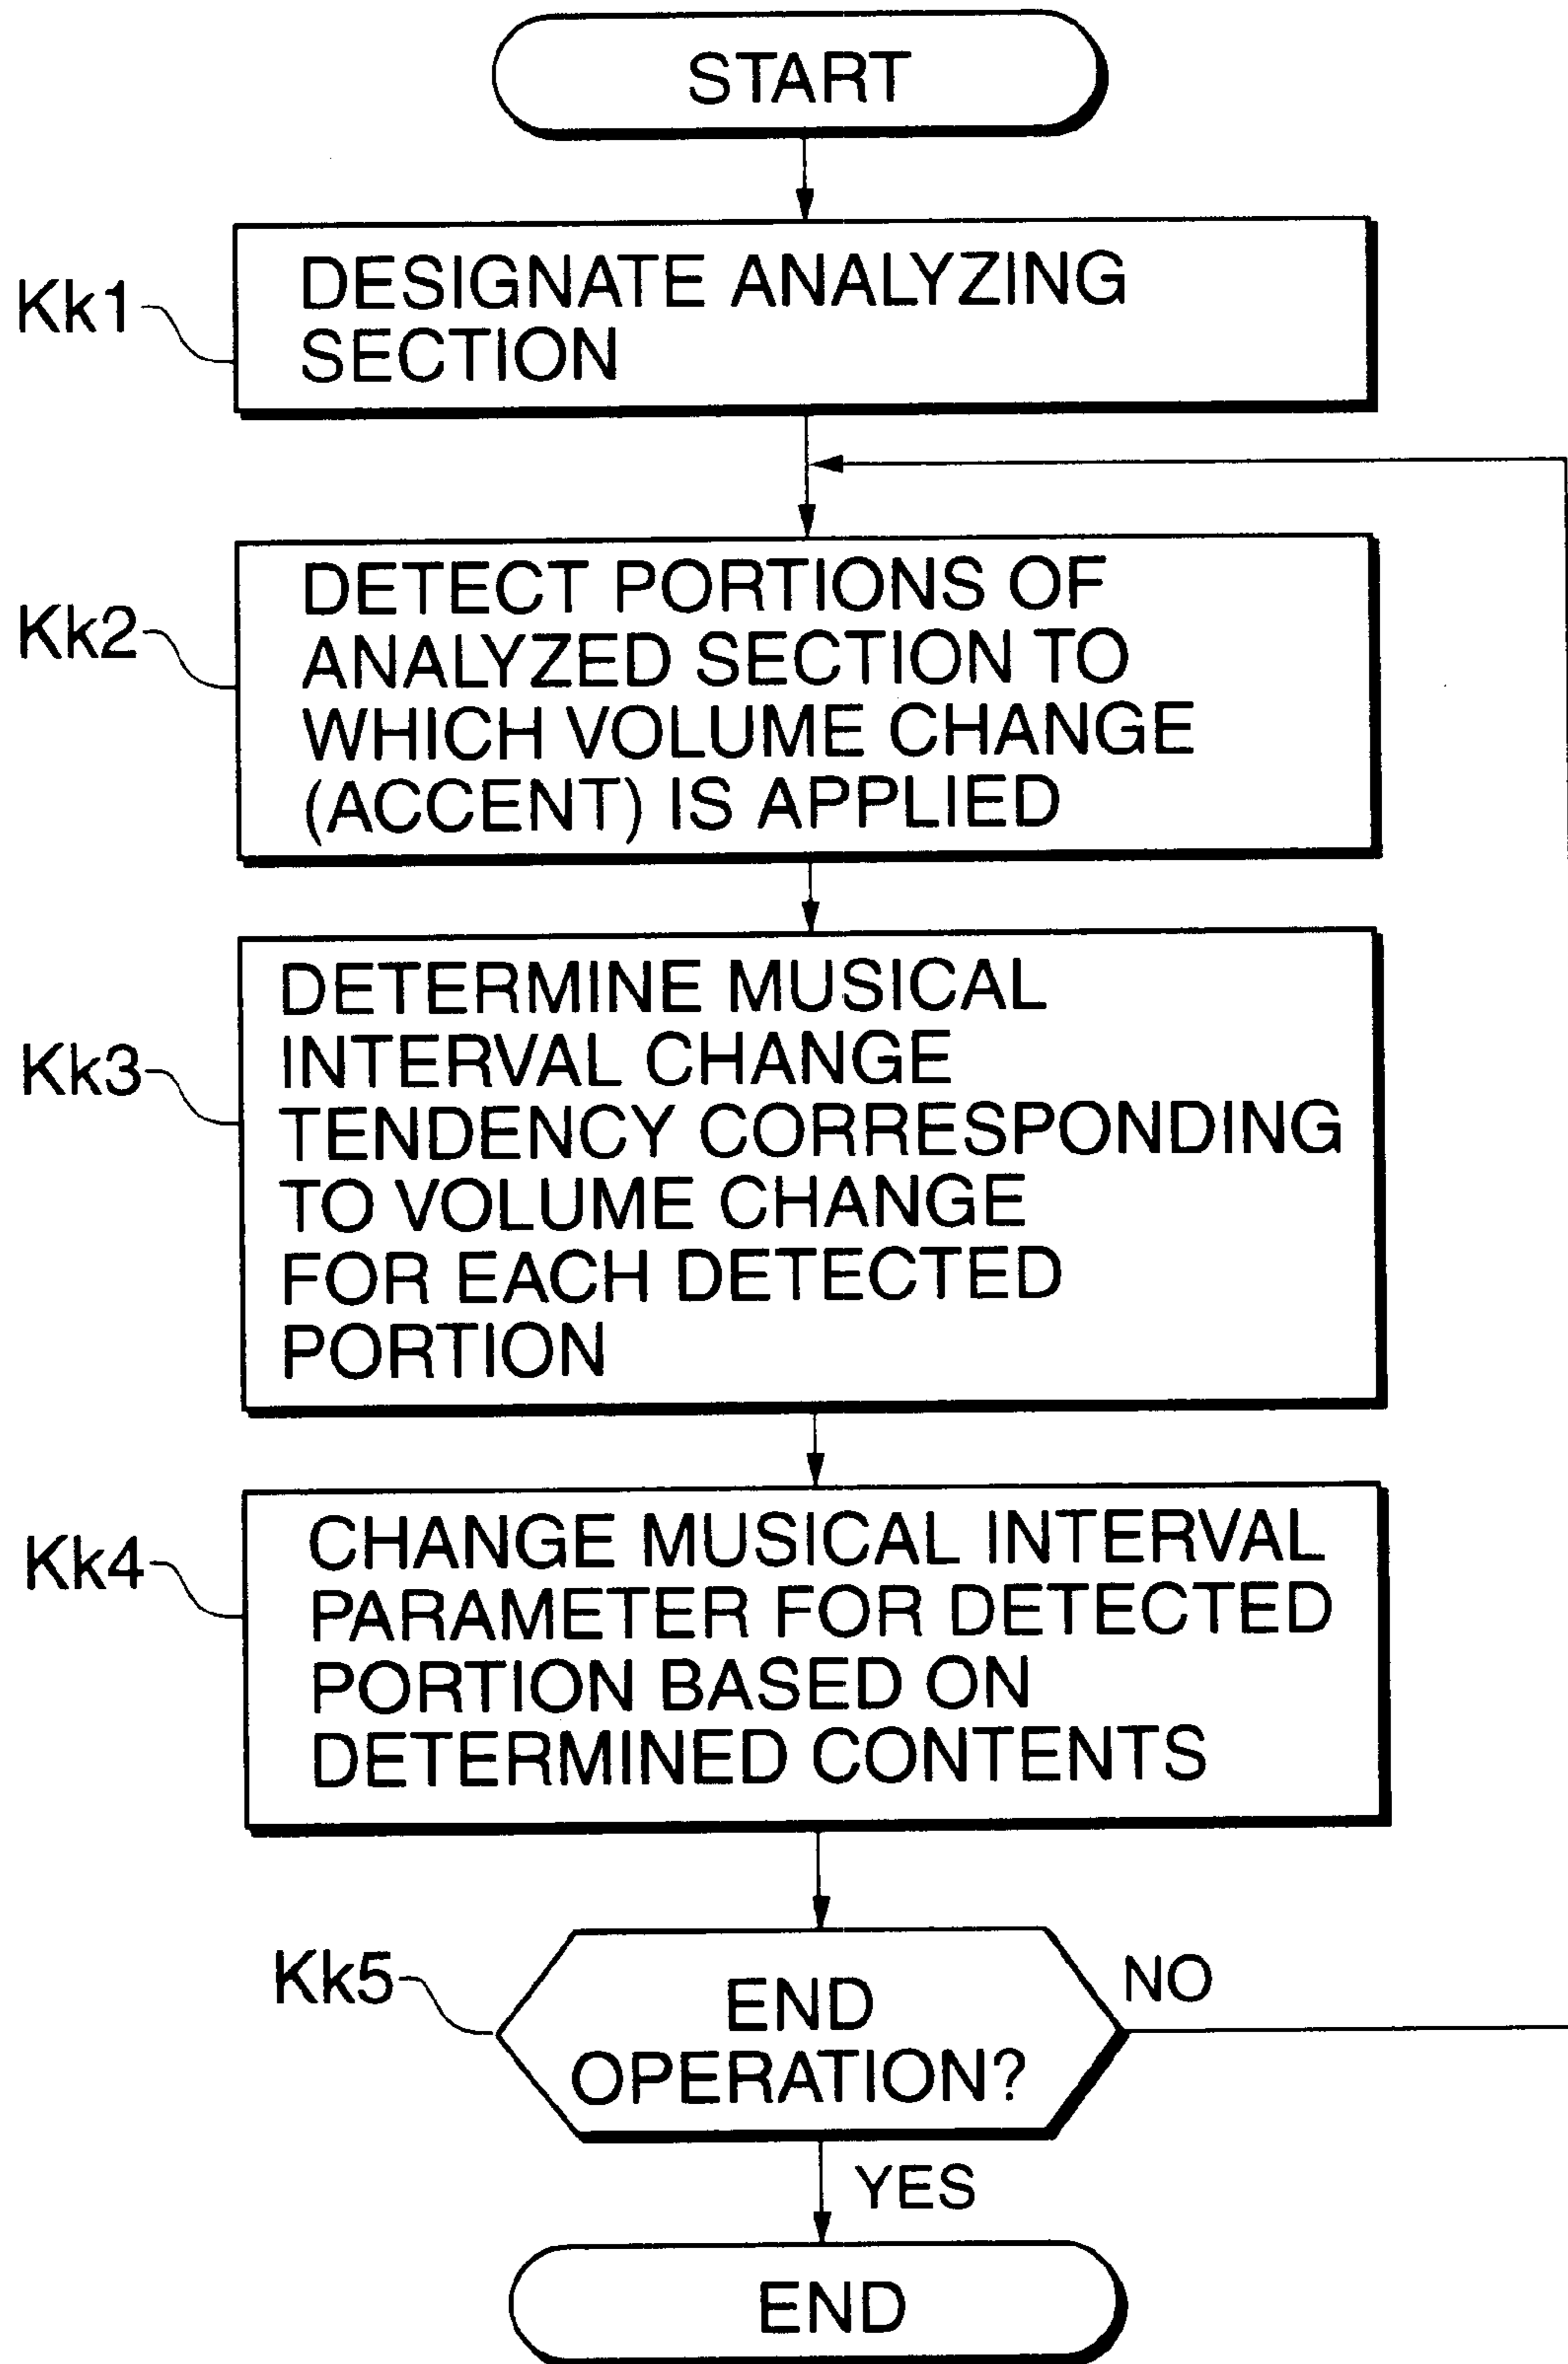 START
Kk1
DESIGNATE ANALYZING
SECTION
Kk2
DETECT PORTIONS OF
ANALYZED SECTION TO
WHICH VOLUME CHANGE
(ACCENT) IS APPLIED
Kk3
DETERMINE MUSICAL
INTERVAL CHANGE
TENDENCY CORRESPONDING
TO VOLUME CHANGE
FOR EACH DETECTED
PORTION
Kk4
CHANGE MUSICAL INTERVAL
PARAMETER FOR DETECTED
PORTION BASED ON
DETERMINED CONTENTS
Kk5
END
OPERATION?
NO
YES
END